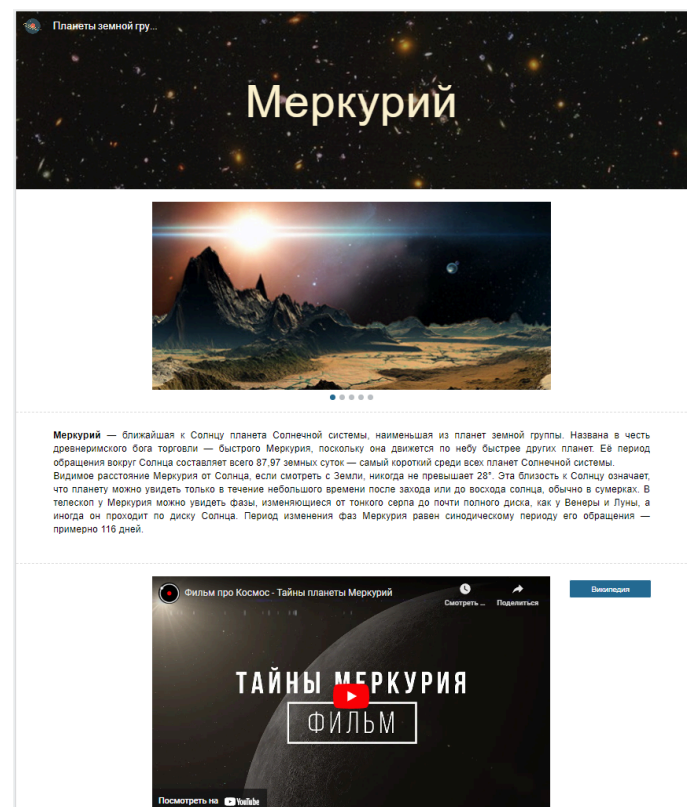 Планеты земной гру...
Меркурий
Меркурий — ближайшая к Солнцу планета Солнечной системы, наименьшая из планет земной группы. Названа в честь
древнеримского бога торговли — быстрого Меркурия, поскольку она движется по небу быстрее других планет. Её период
обращения вокруг Солнца составляет всего 87,97 земных суток — самый короткий среди всех планет Солнечной системы.
Видимое расстояние Меркурия от Солнца, если смотреть с Земли, никогда не превышает 28°. Эта близость к Солнцу означает,
что планету можно увидеть только в течение небольшого времени после захода или до восхода солнца, обычно в сумерках. В
телескоп у Меркурия можно увидеть фазы, изменяющиеся от тонкого серпа до почти полного диска, как у Венеры и Луны, а
иногда он проходит по диску Солнца. Период изменения фаз Меркурия равен синодическому периоду его обращения —
примерно 116 дней.
Фильм про Космос - Тайны планеты Меркурий
Смотреть ... Поделиться
Википедия
ТАЙНЫ МЕРКУРИЯ
ФИЛЬМ
Посмотреть на YouTube